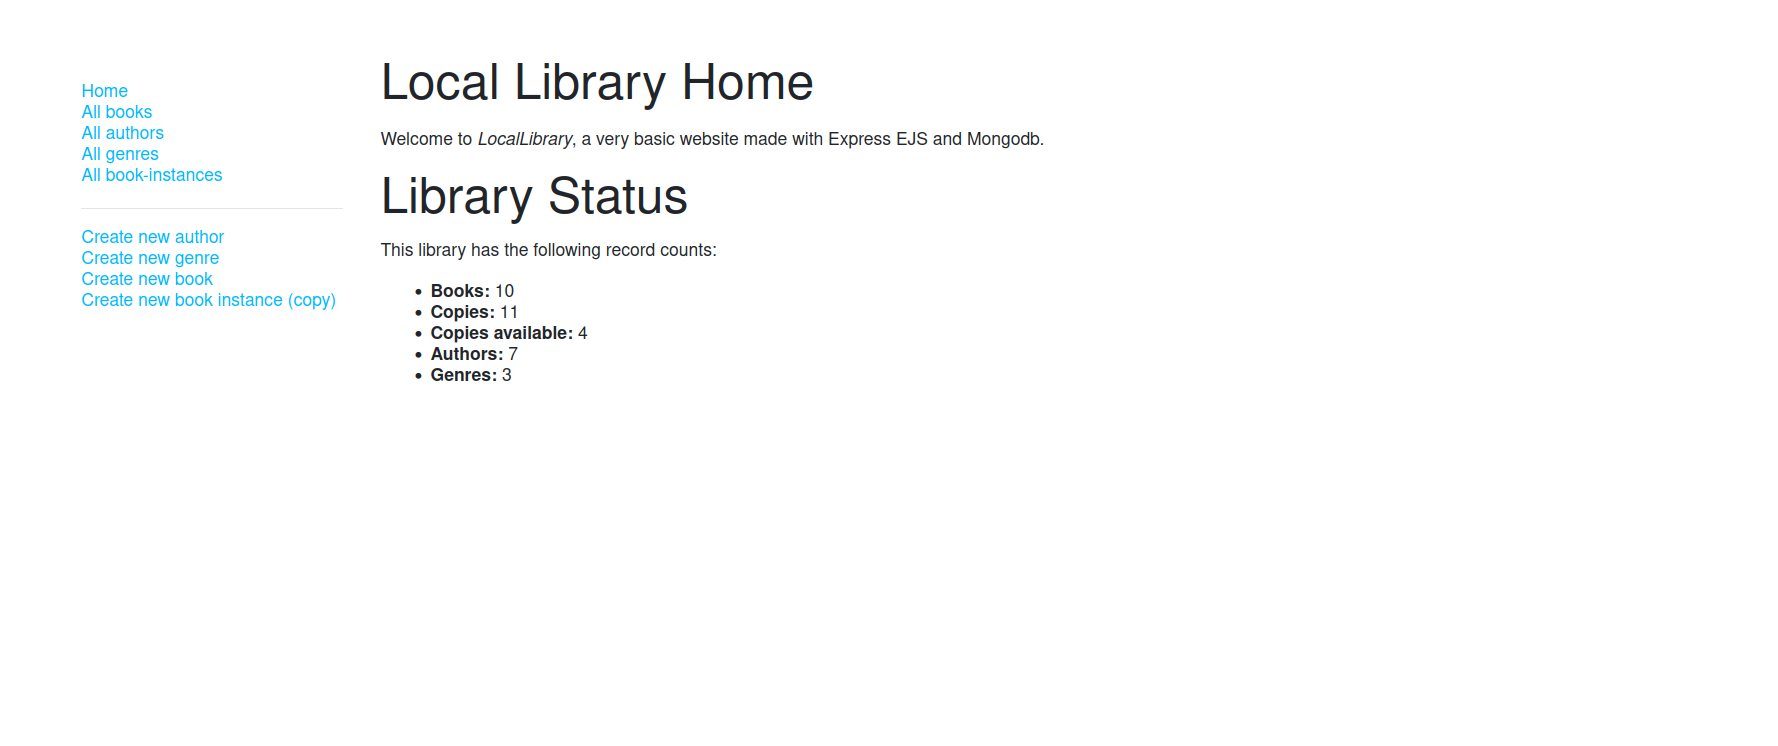 Home
All books
All authors
All genres
All book-instances
Create new author
Create new genre
Create new book
Create new book instance (copy)
Local Library Home
Welcome to LocalLibrary, a very basic website made with Express EJS and Mongodb.
Library Status
This library has the following record counts:
• Books: 10
• Copies: 11
• Copies available: 4
• Authors: 7
• Genres: 3